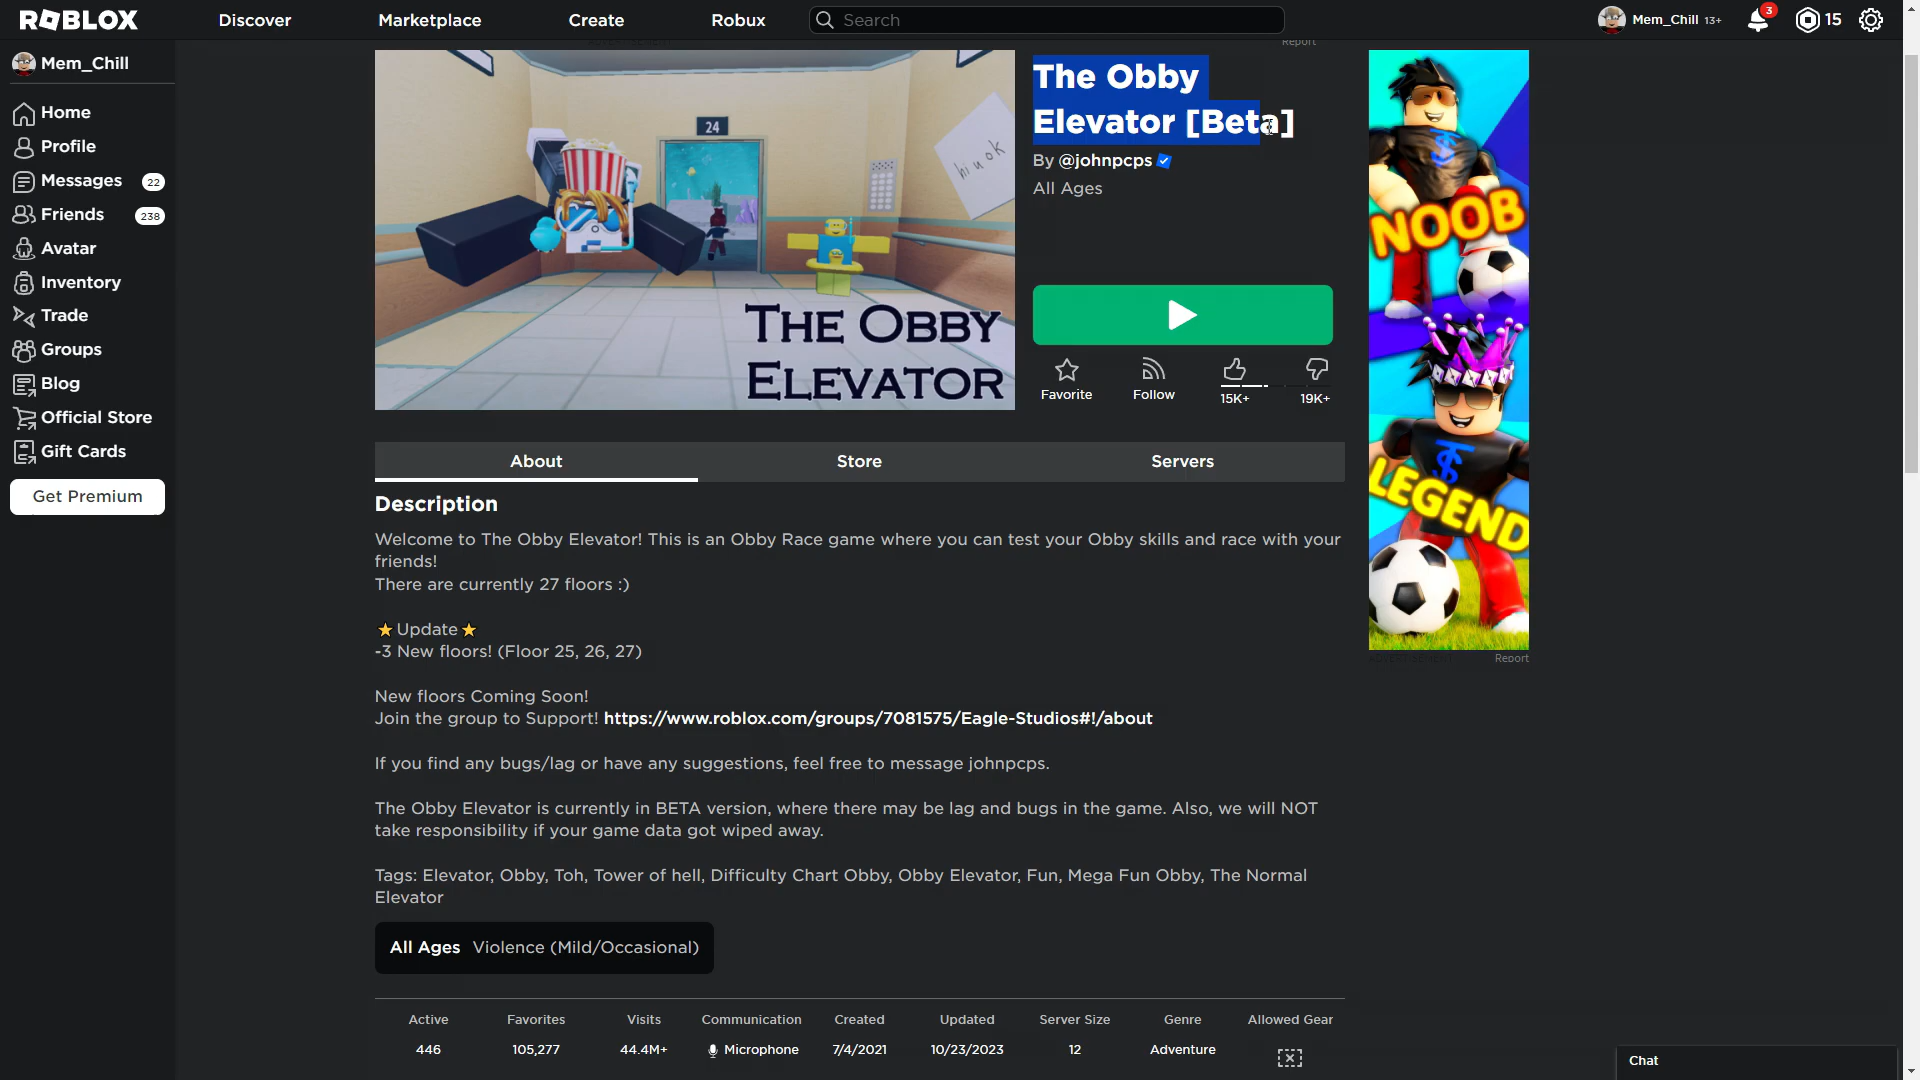 ROBLOX
Discover
Marketplace
Create
Robux
Search
Mem_Chill 13+
3
15
Mem_Chill
Home
Profile
Messages 22
Friends 238
Avatar
Inventory
Trade
Groups
Blog
Official Store
Gift Cards
Get Premium
24
hi u ok
THE OBBY
ELEVATOR
Report
The Obby
Elevator [Beta]
By @johnpcps
All Ages
Favorite
Follow
15K+
19K+
NOOB
LEGEND
ADVERTISEMENT
Report
About
Store
Servers
Description
Welcome to The Obby Elevator! This is an Obby Race game where you can test your Obby skills and race with your
friends!
There are currently 27 floors :)
⭐Update⭐
-3 New floors! (Floor 25, 26, 27)
New floors Coming Soon!
Join the group to Support! https://www.roblox.com/groups/7081575/Eagle-Studios#!/about
If you find any bugs/lag or have any suggestions, feel free to message johnpcps.
The Obby Elevator is currently in BETA version, where there may be lag and bugs in the game. Also, we will NOT
take responsibility if your game data got wiped away.
Tags: Elevator, Obby, Toh, Tower of hell, Difficulty Chart Obby, Obby Elevator, Fun, Mega Fun Obby, The Normal
Elevator
All Ages Violence (Mild/Occasional)
Active Favorites Visits Communication Created Updated Server Size Genre Allowed Gear
446 105,277 44.4M+ Microphone 7/4/2021 10/23/2023 12 Adventure
Chat